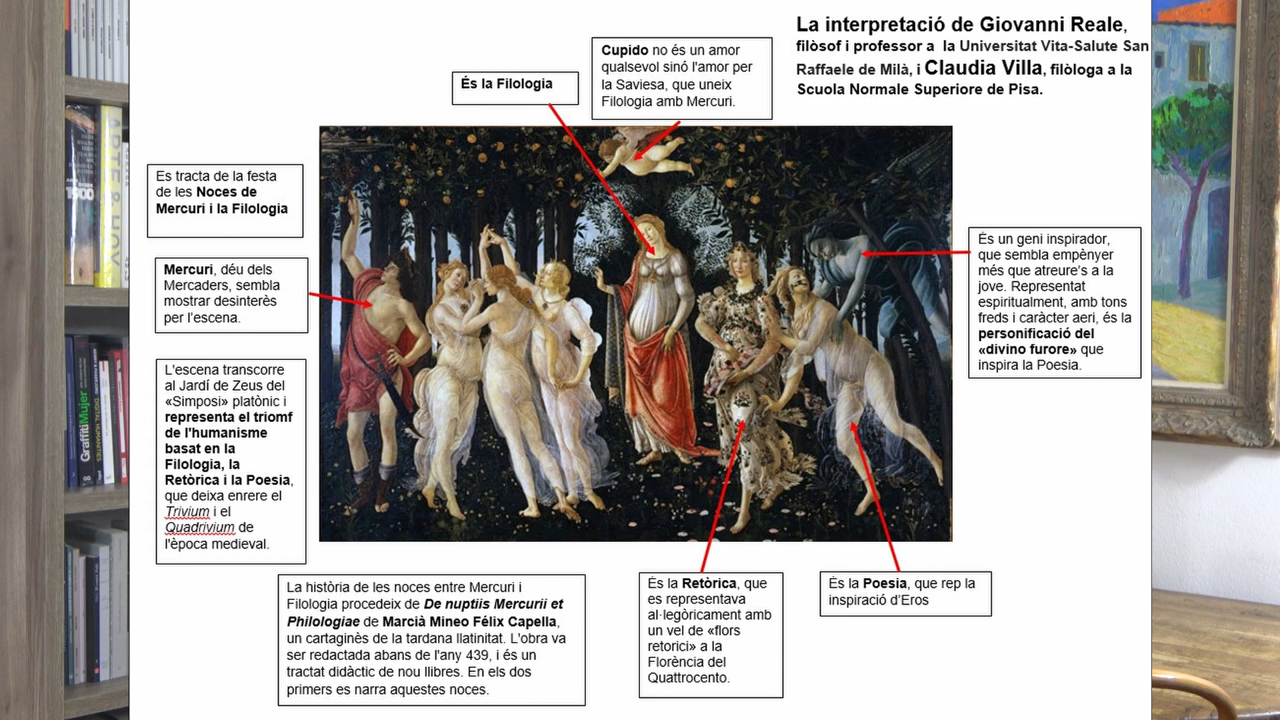 La interpretació de Giovanni Reale,
filòsof i professor a la Universitat Vita-Salute San
Raffaele de Milà, i Claudia Villa, filòloga a la
Scuola Normale Superiore de Pisa.
Cupido no és un amor
qualsevol sinó l'amor per
la Saviesa, que uneix
Filologia amb Mercuri.
És la Filologia
Es tracta de la festa
de les Noces de
Mercuri i la Filologia
Mercuri, déu dels
Mercaders, sembla
mostrar desinterès
per l'escena.
L'escena transcorre
al Jardí de Zeus del
«Simposi» platònic i
representa el triomf
de l'humanisme
basat en la
Filologia, la
Retòrica i la Poesia,
que deixa enrere el
Trivium i el
Quadrivium de
l'època medieval.
És un geni inspirador,
que sembla empènyer
més que atreure's a la
jove. Representat
espiritualment, amb tons
freds i caràcter aeri, és la
personificació del
«divino furore» que
inspira la Poesia.
La història de les noces entre Mercuri i
Filologia procedeix de De nuptiis Mercurii et
Philologiae de Marcià Mineo Félix Capella,
un cartaginès de la tardana llatinitat. L'obra va
ser redactada abans de l'any 439, i és un
tractat didàctic de nou llibres. En els dos
primers es narra aquestes noces.
És la Retòrica, que
es representava
al·legòricament amb
un vel de «flors
retorici» a la
Florència del
Quattrocento.
És la Poesia, que rep la
inspiració d'Eros
GraffitiMujer
DIGITAL HUMANITIES